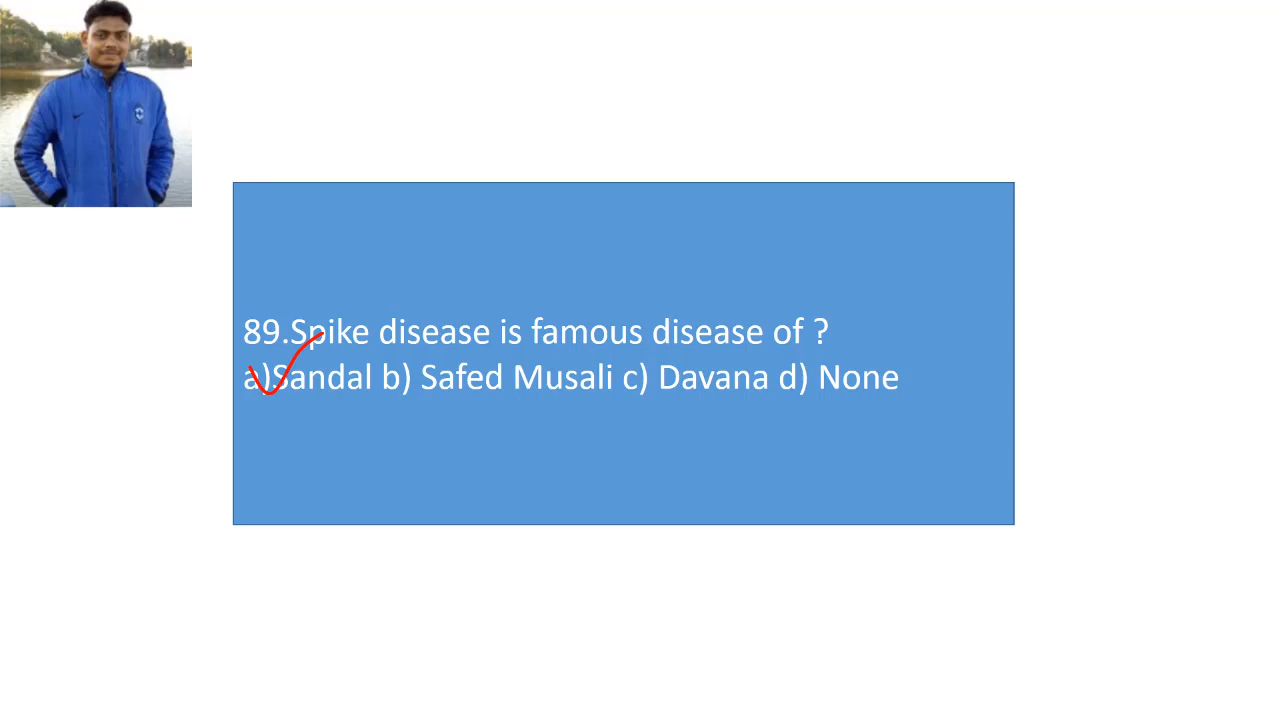 89.Spike disease is famous disease of ?
a)Sandal b) Safed Musali c) Davana d) None